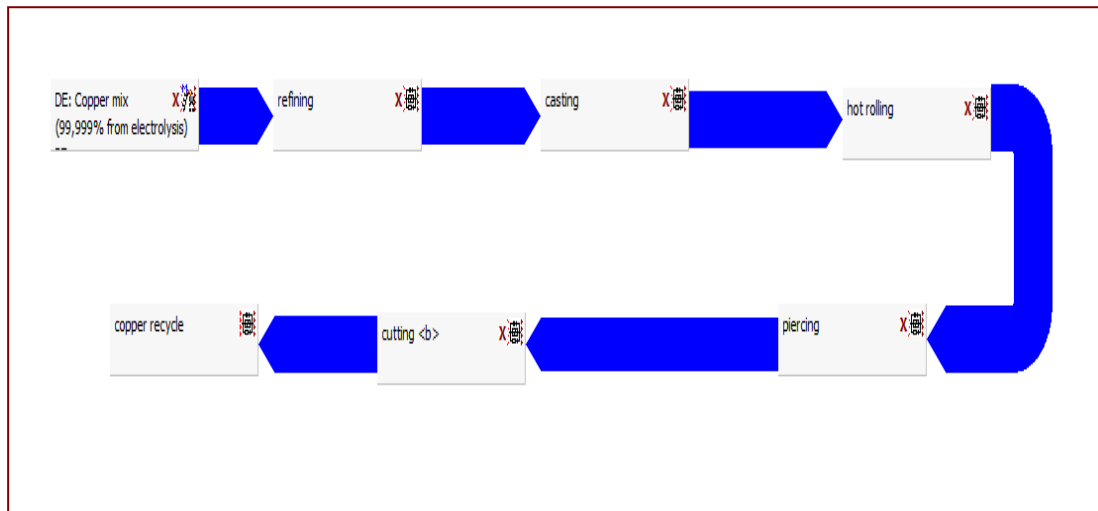 DE: Copper mix
(99,999% from electrolysis)
refining
casting
hot rolling
copper recycle
cutting <b>
piercing